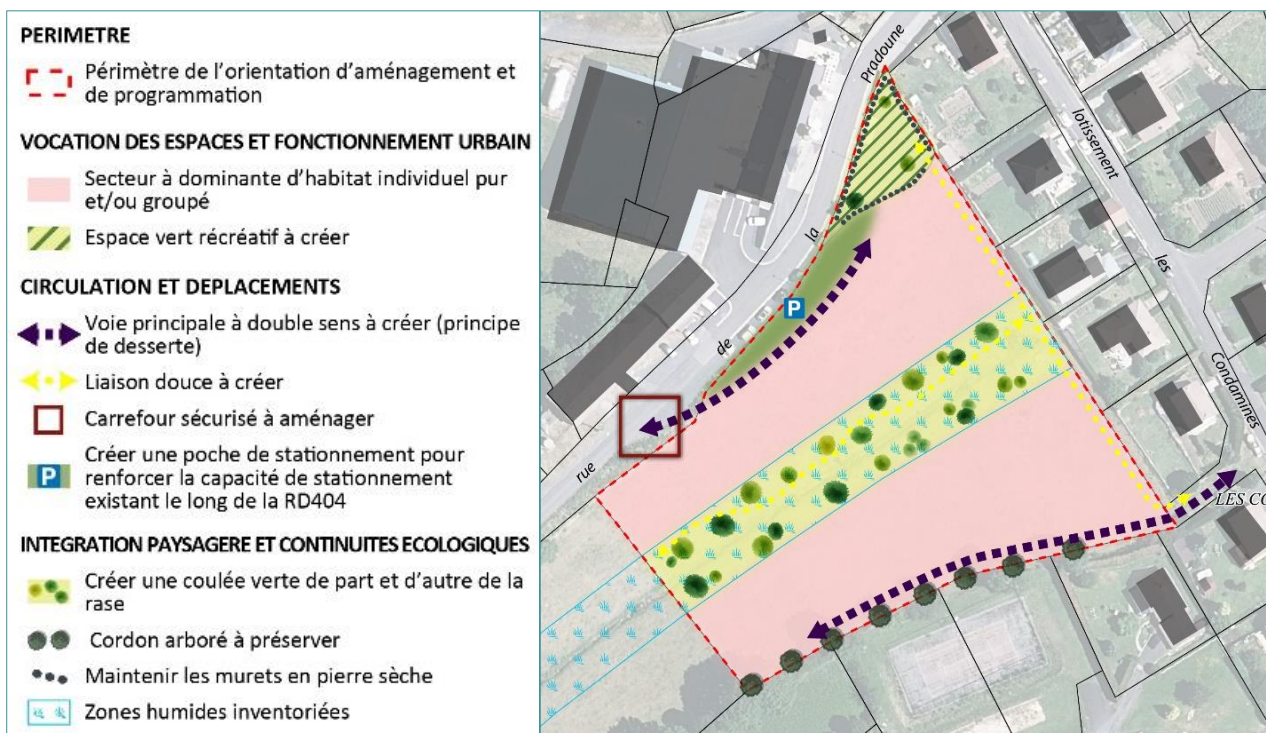 PERIMETRE
Périmètre de l'orientation d'aménagement et
de programmation
VOCATION DES ESPACES ET FONCTIONNEMENT URBAIN
Secteur à dominante d'habitat individuel pur
et/ou groupé
Espace vert récréatif à créer
CIRCULATION ET DEPLACEMENTS
Voie principale à double sens à créer (principe
de desserte)
Liaison douce à créer
Carrefour sécurisé à aménager
P
Créer une poche de stationnement pour
renforcer la capacité de stationnement
existant le long de la RD404
INTEGRATION PAYSAGERE ET CONTINUITES ECOLOGIQUES
Créer une coulée verte de part et d'autre de la
rase
Cordon arboré à préserver
Maintenir les murets en pierre sèche
Zones humides inventoriées
rue de la Pradoune
P
lotissement les Condamines
LES CO